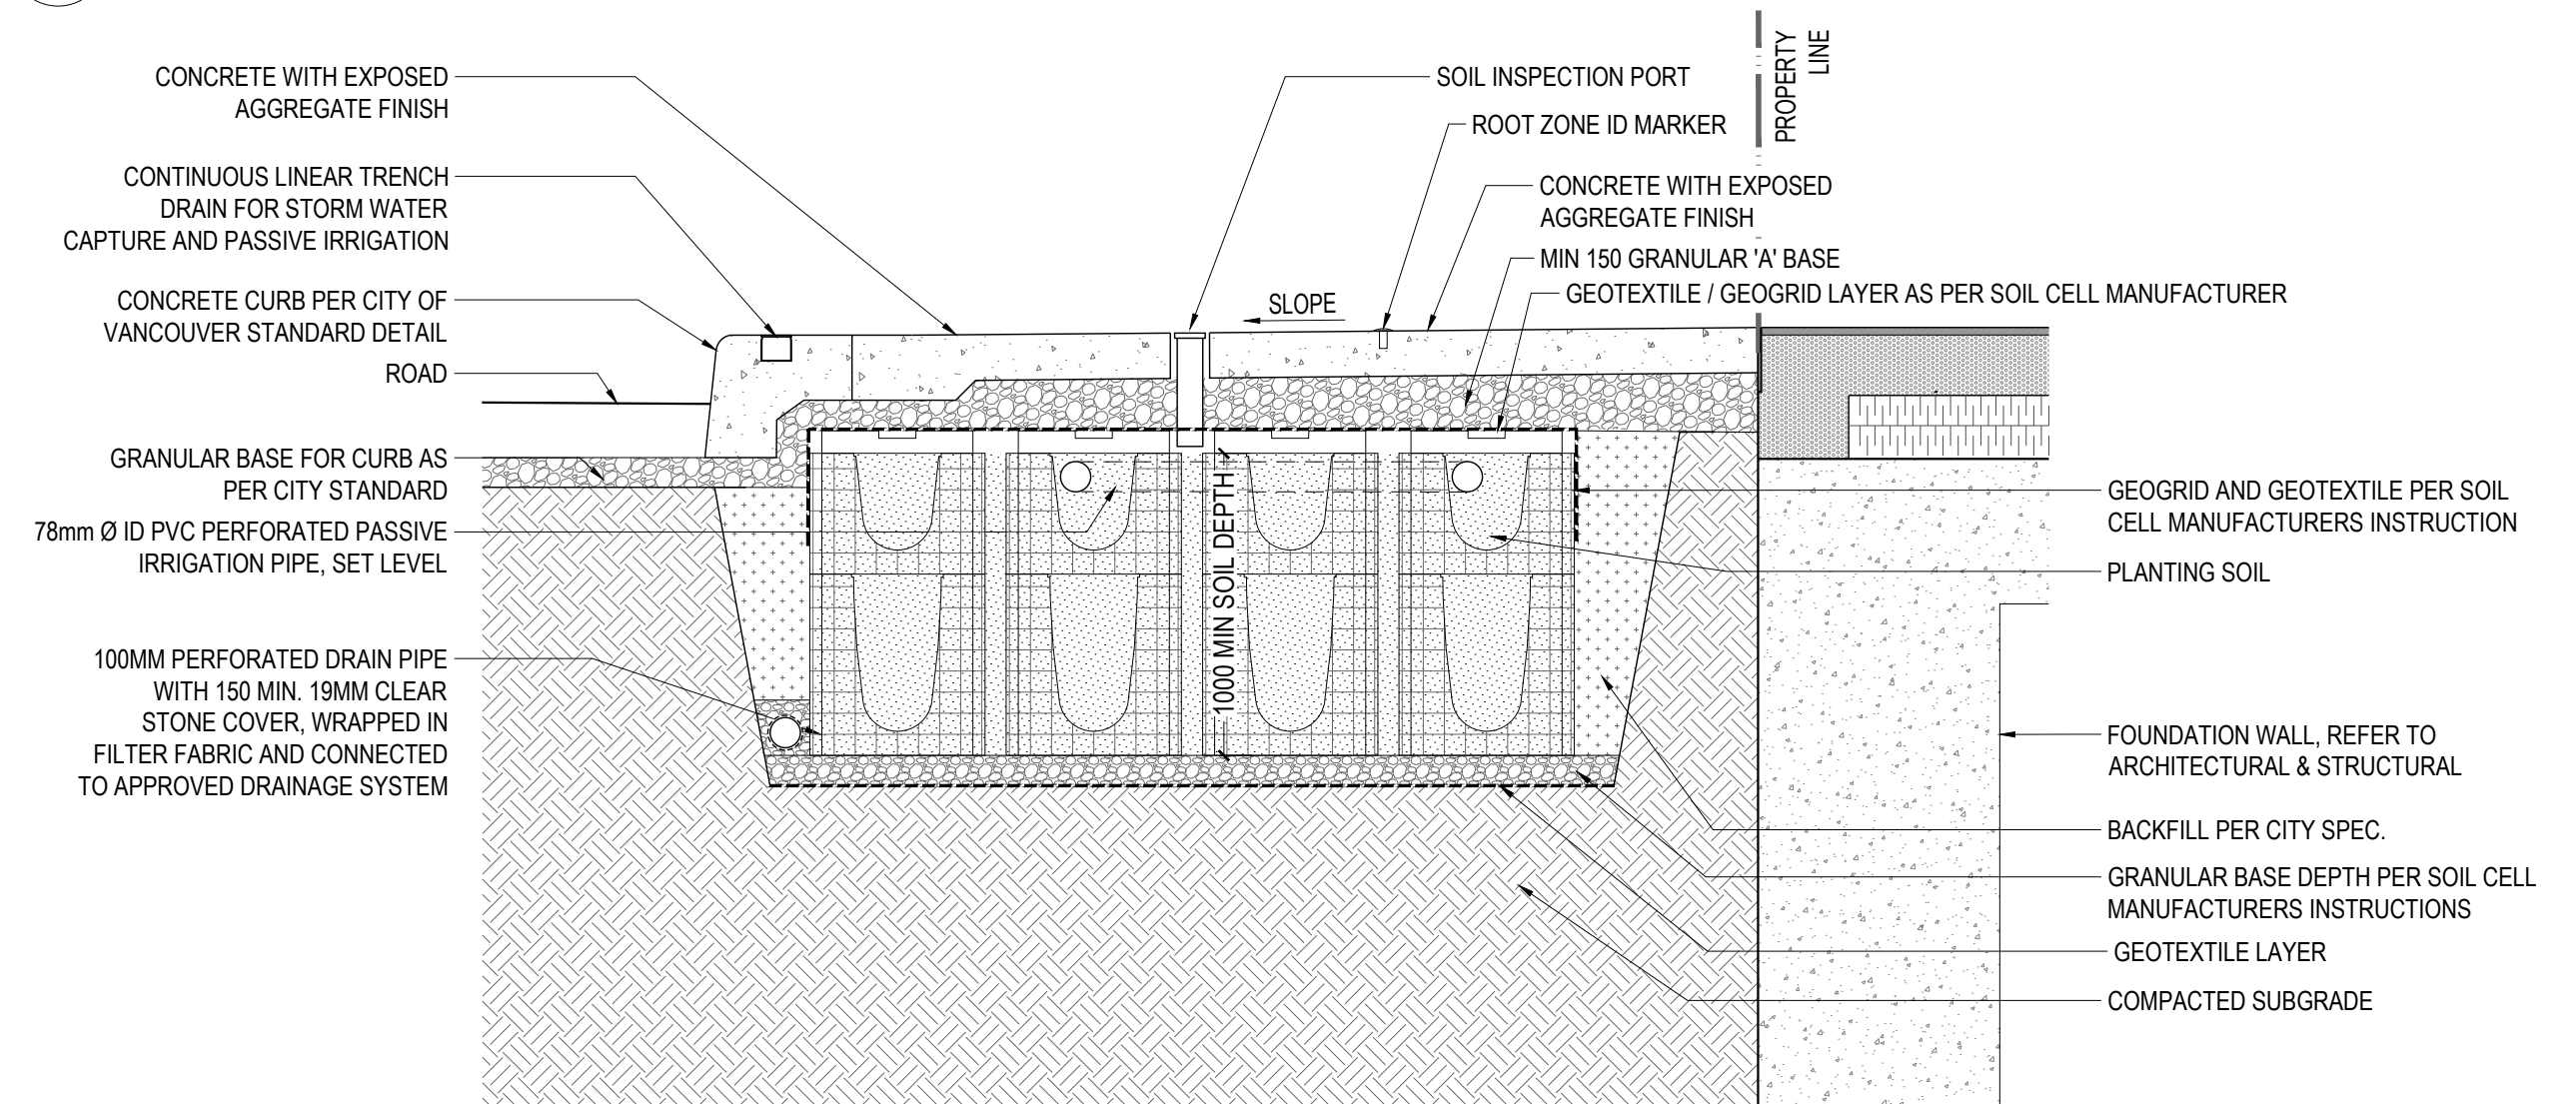 CONCRETE WITH EXPOSED
AGGREGATE FINISH
CONTINUOUS LINEAR TRENCH
DRAIN FOR STORM WATER
CAPTURE AND PASSIVE IRRIGATION
CONCRETE CURB PER CITY OF
VANCOUVER STANDARD DETAIL
ROAD
GRANULAR BASE FOR CURB AS
PER CITY STANDARD
78mm Ø ID PVC PERFORATED PASSIVE
IRRIGATION PIPE, SET LEVEL
100MM PERFORATED DRAIN PIPE
WITH 150 MIN. 19MM CLEAR
STONE COVER, WRAPPED IN
FILTER FABRIC AND CONNECTED
TO APPROVED DRAINAGE SYSTEM
SLOPE
1000 MIN SOIL DEPTH
SOIL INSPECTION PORT
ROOT ZONE ID MARKER
CONCRETE WITH EXPOSED
AGGREGATE FINISH
MIN 150 GRANULAR 'A' BASE
GEOTEXTILE / GEOGRID LAYER AS PER SOIL CELL MANUFACTURER
PROPERTY
LINE
GEOGRID AND GEOTEXTILE PER SOIL
CELL MANUFACTURERS INSTRUCTION
PLANTING SOIL
FOUNDATION WALL, REFER TO
ARCHITECTURAL & STRUCTURAL
BACKFILL PER CITY SPEC.
GRANULAR BASE DEPTH PER SOIL CELL
MANUFACTURERS INSTRUCTIONS
GEOTEXTILE LAYER
COMPACTED SUBGRADE